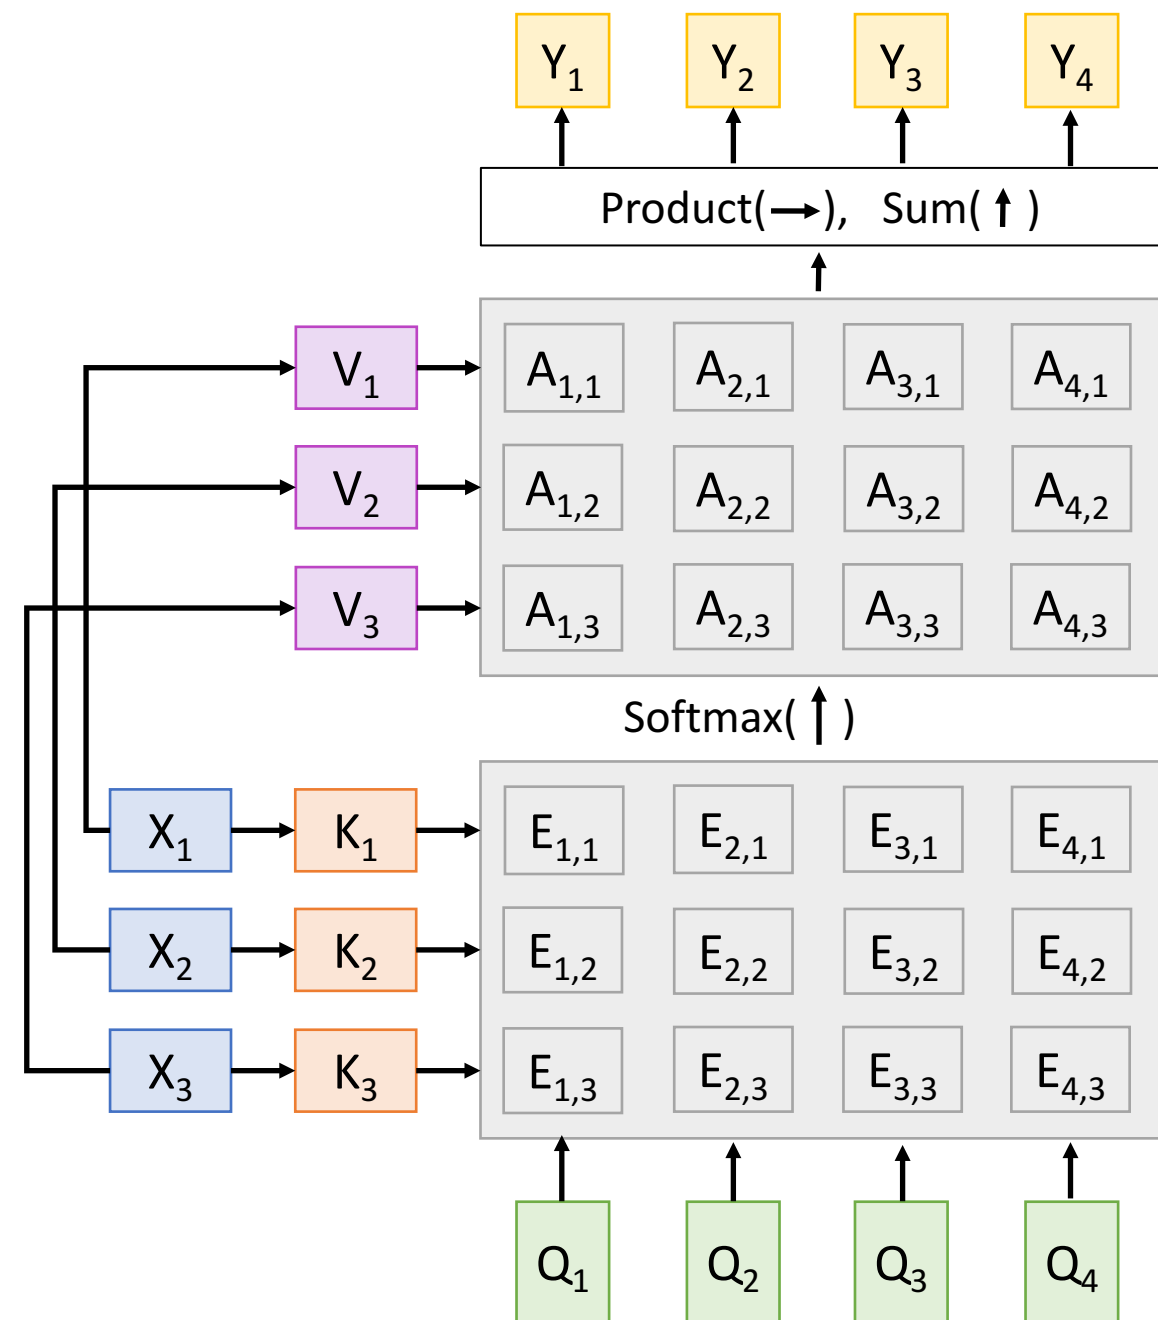 Y₁ Y₂ Y₃ Y₄
Product(→), Sum(↑)
V₁ A₁,₁ A₂,₁ A₃,₁ A₄,₁
V₂ A₁,₂ A₂,₂ A₃,₂ A₄,₂
V₃ A₁,₃ A₂,₃ A₃,₃ A₄,₃
Softmax(↑)
X₁ K₁ E₁,₁ E₂,₁ E₃,₁ E₄,₁
X₂ K₂ E₁,₂ E₂,₂ E₃,₂ E₄,₂
X₃ K₃ E₁,₃ E₂,₃ E₃,₃ E₄,₃
Q₁ Q₂ Q₃ Q₄